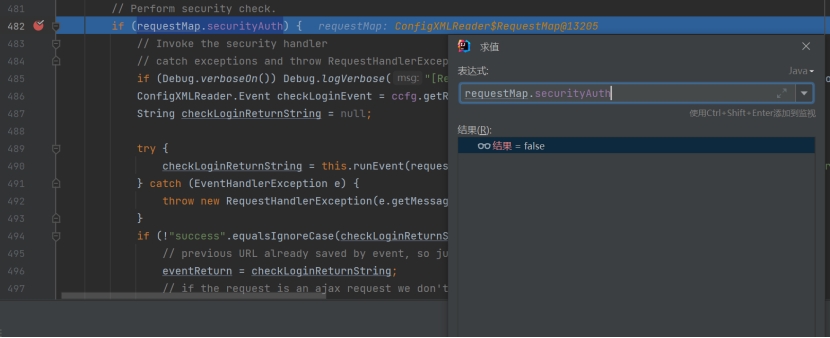 481 // Perform security check.
482 if (requestMap.securityAuth) { requestMap: ConfigXMLReader$RequestMap@13205
483 // Invoke the security handler
484 // catch exceptions and throw RequestHandlerExcep
485 if (Debug.verboseOn()) Debug.logVerbose( msg: "[Re
486 ConfigXMLReader.Event checkLoginEvent = ccfg.getR
487 String checkLoginReturnString = null;
489 try {
490 checkLoginReturnString = this.runEvent(reques
491 } catch (EventHandlerException e) {
492 throw new RequestHandlerException(e.getMessag
493 }
494 if (!"success".equalsIgnoreCase(checkLoginReturnS
495 // previous URL already saved by event, so ju
496 eventReturn = checkLoginReturnString;
497 // if the request is an ajax request we don't
求值
表达式:
Java
requestMap.securityAuth
使用Ctrl+Shift+Enter添加到监视
结果(R):
结果 = false